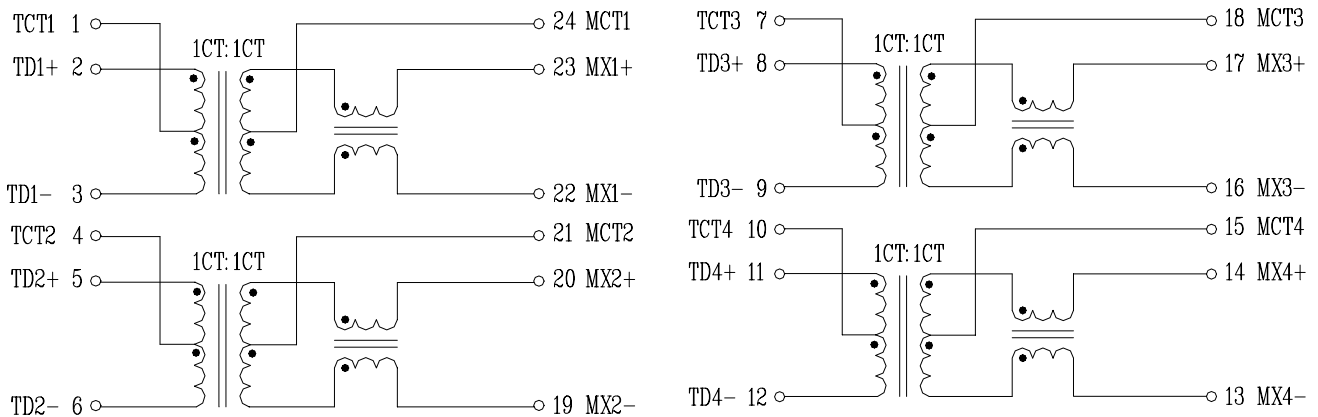 TCT1 1
24 MCT1
1CT:1CT
TD1+ 2
23 MX1+
TD1- 3
22 MX1-
TCT2 4
21 MCT2
1CT:1CT
TD2+ 5
20 MX2+
TD2- 6
19 MX2-
TCT3 7
18 MCT3
1CT:1CT
TD3+ 8
17 MX3+
TD3- 9
16 MX3-
TCT4 10
15 MCT4
1CT:1CT
TD4+ 11
14 MX4+
TD4- 12
13 MX4-